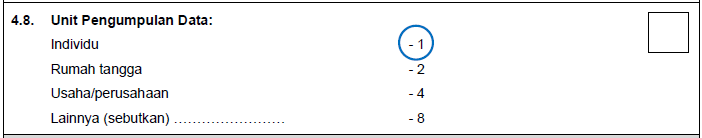 4.8. Unit Pengumpulan Data:
Individu - 1
Rumah tangga - 2
Usaha/perusahaan - 4
Lainnya (sebutkan) …………………… - 8